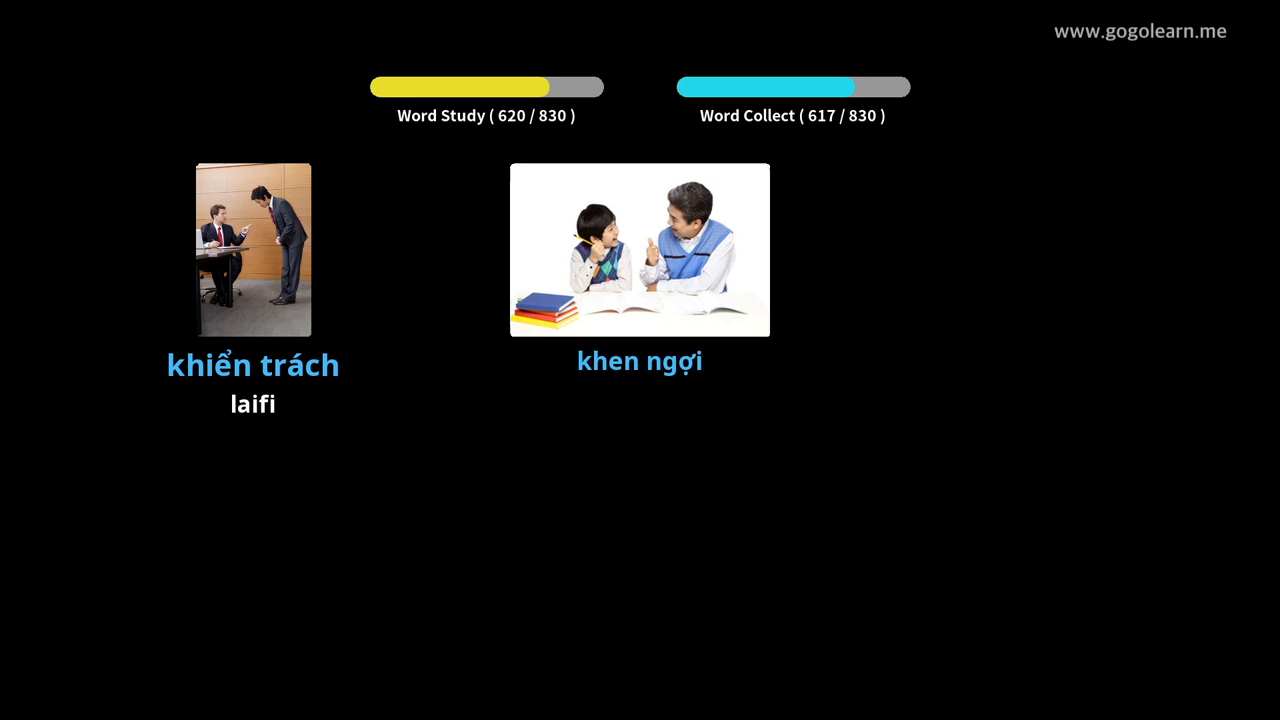 www.gogolearn.me
Word Study ( 620 / 830 )
Word Collect ( 617 / 830 )
khiển trách
laifi
khen ngợi